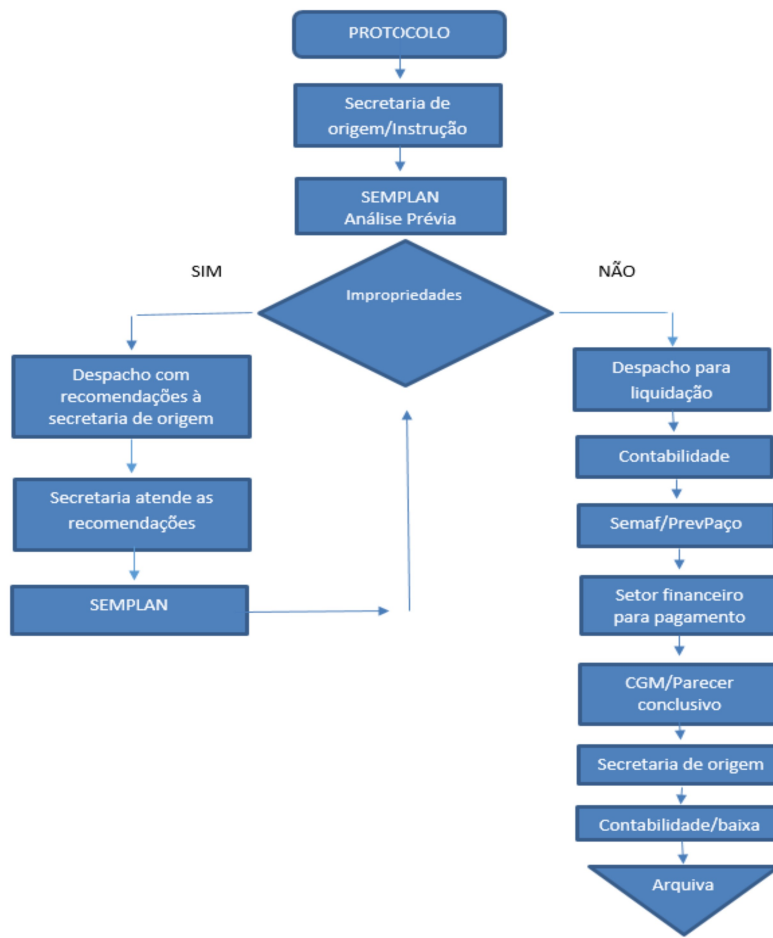 PROTOCOLO
Secretaria de
origem/Instrução
SEMPLAN
Análise Prévia
SIM
NÃO
Impropriedades
Despacho com
recomendações à
secretaria de origem
Secretaria atende as
recomendações
SEMPLAN
Despacho para
liquidação
Contabilidade
Semaf/PrevPaço
Setor financeiro
para pagamento
CGM/Parecer
conclusivo
Secretaria de origem
Contabilidade/baixa
Arquiva